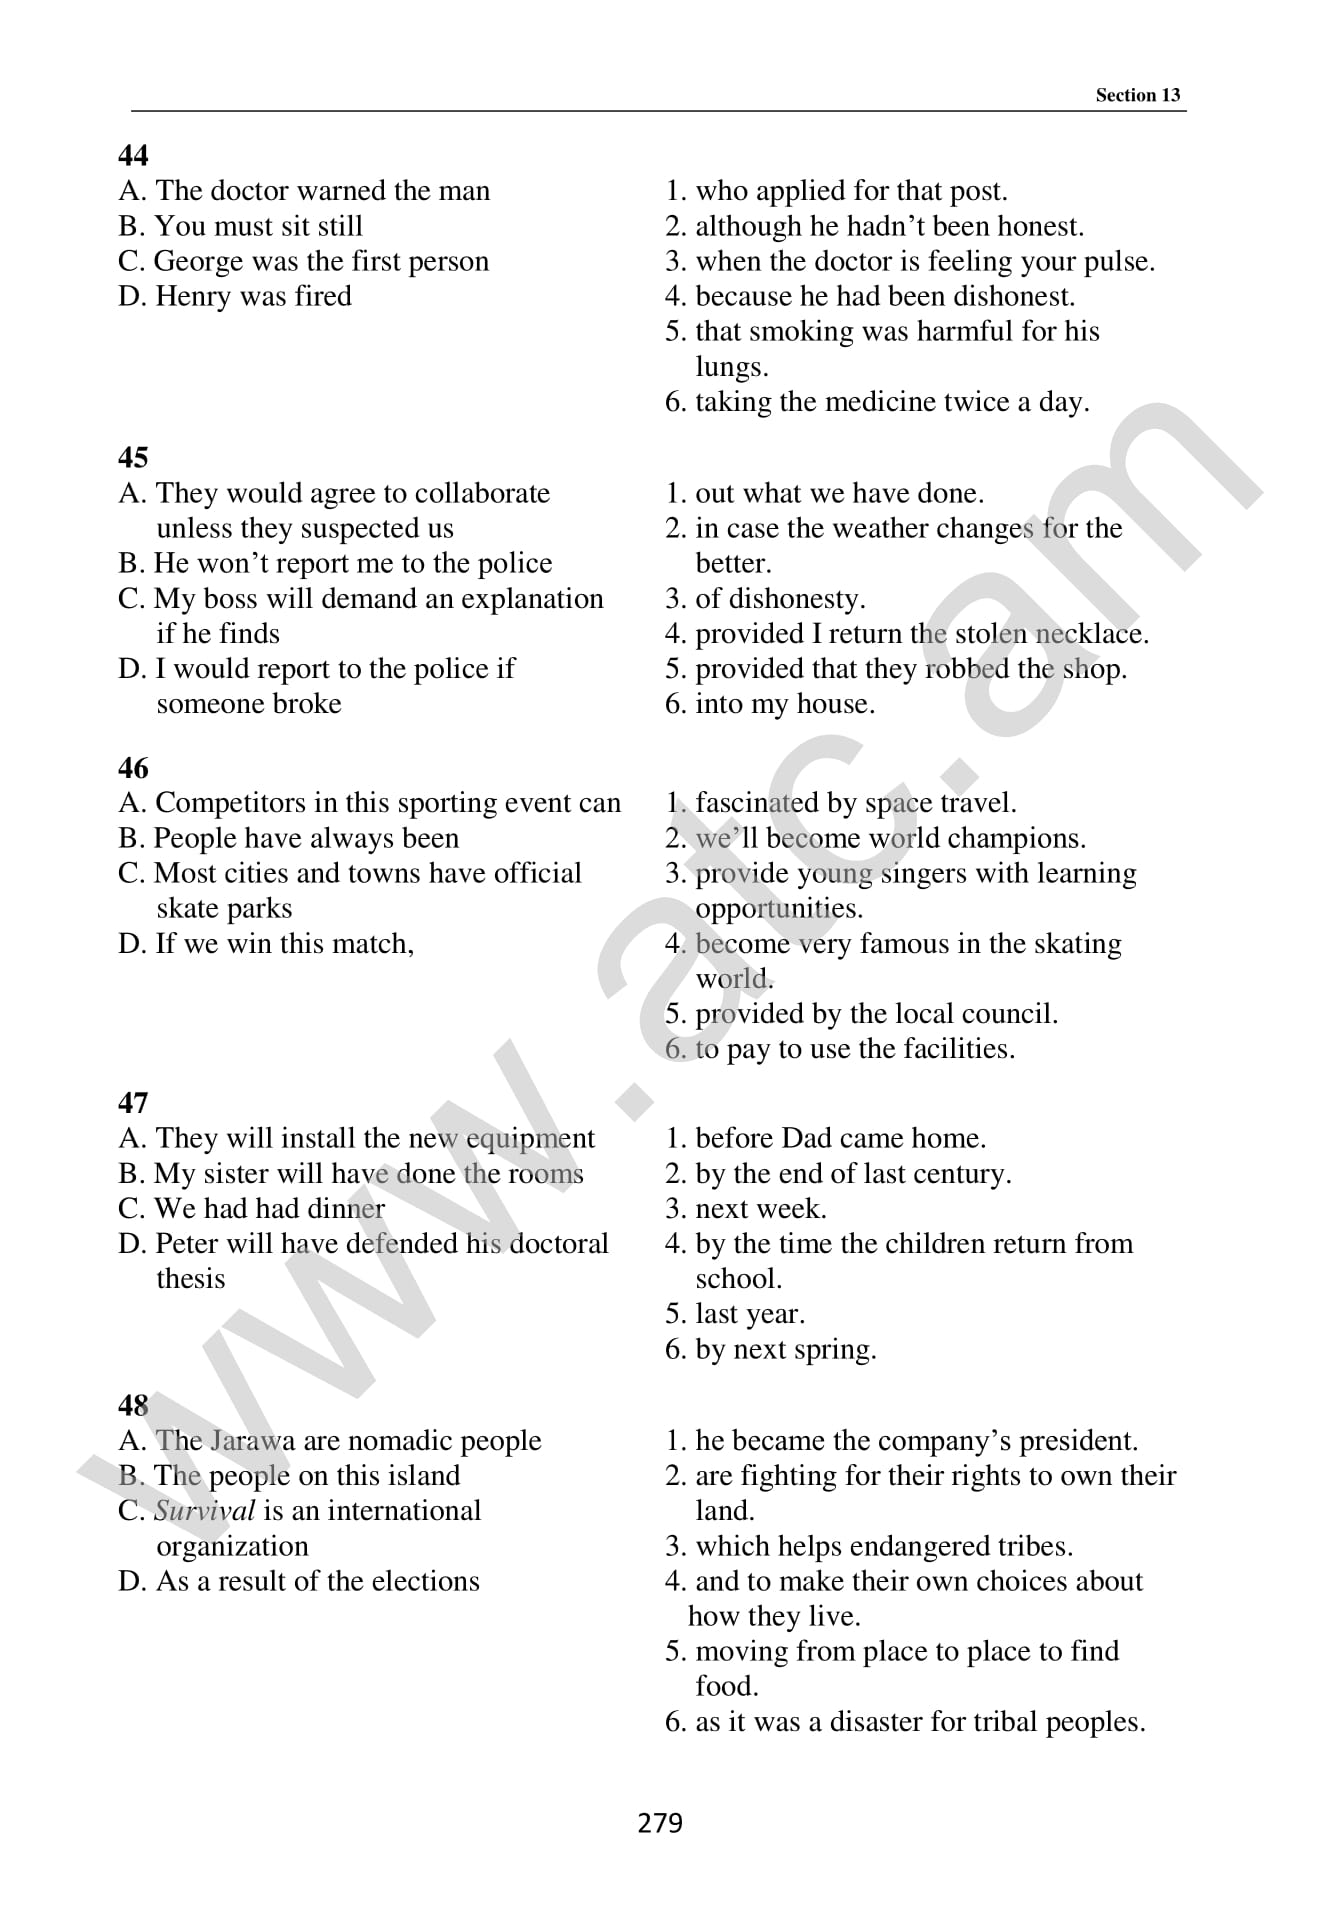 Section 13
44
A. The doctor warned the man
B. You must sit still
C. George was the first person
D. Henry was fired
1. who applied for that post.
2. although he hadn’t been honest.
3. when the doctor is feeling your pulse.
4. because he had been dishonest.
5. that smoking was harmful for his
lungs.
6. taking the medicine twice a day.
45
A. They would agree to collaborate
unless they suspected us
B. He won’t report me to the police
C. My boss will demand an explanation
if he finds
D. I would report to the police if
someone broke
1. out what we have done.
2. in case the weather changes for the
better.
3. of dishonesty.
4. provided I return the stolen necklace.
5. provided that they robbed the shop.
6. into my house.
46
A. Competitors in this sporting event can
B. People have always been
C. Most cities and towns have official
skate parks
D. If we win this match,
1. fascinated by space travel.
2. we’ll become world champions.
3. provide young singers with learning
opportunities.
4. become very famous in the skating
world.
5. provided by the local council.
6. to pay to use the facilities.
47
A. They will install the new equipment
B. My sister will have done the rooms
C. We had had dinner
D. Peter will have defended his doctoral
thesis
1. before Dad came home.
2. by the end of last century.
3. next week.
4. by the time the children return from
school.
5. last year.
6. by next spring.
48
A. The Jarawa are nomadic people
B. The people on this island
C. Survival is an international
organization
D. As a result of the elections
1. he became the company’s president.
2. are fighting for their rights to own their
land.
3. which helps endangered tribes.
4. and to make their own choices about
how they live.
5. moving from place to place to find
food.
6. as it was a disaster for tribal peoples.
279
www.atc.am